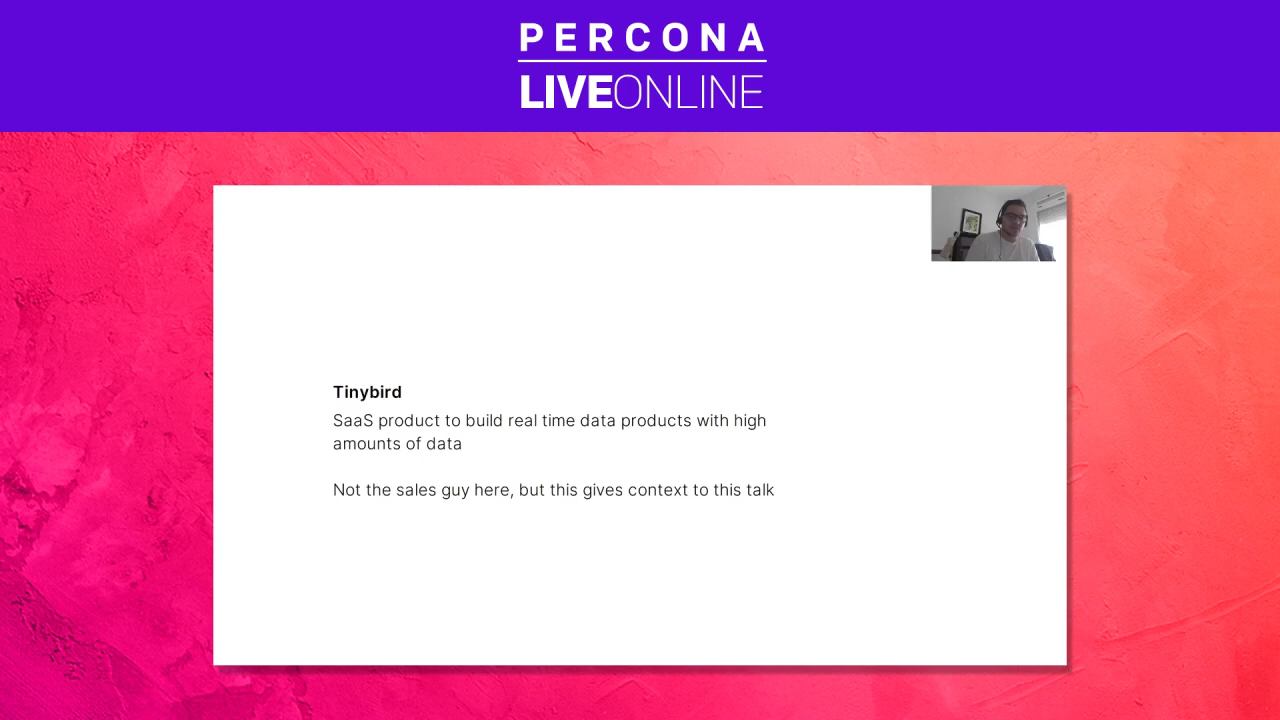 PERCONA
LIVEONLINE
Tinybird
SaaS product to build real time data products with high
amounts of data
Not the sales guy here, but this gives context to this talk